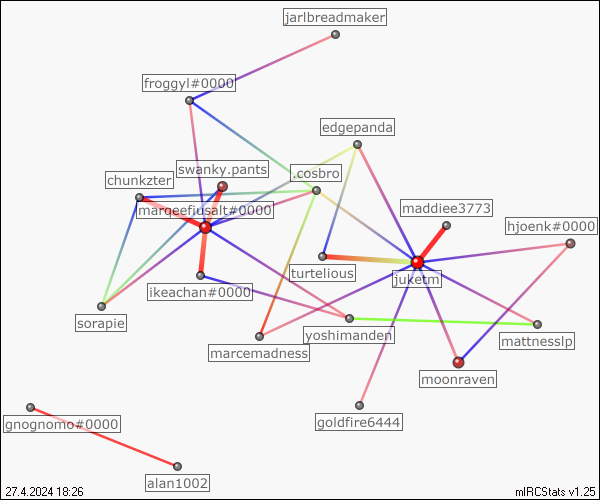 jarlbreadmaker
froggyl#0000
edgepanda
swanky.pants
.cosbro
chunkzter
maddiee3773
marqeefiusalt#0000
hjoenk#0000
turtelious
juketm
ikeachan#0000
sorapie
yoshimanden
mattnesslp
marcemadness
moonraven
goldfire6444
gnognomo#0000
alan1002
27.4.2024 18:26
mIRCStats v1.25